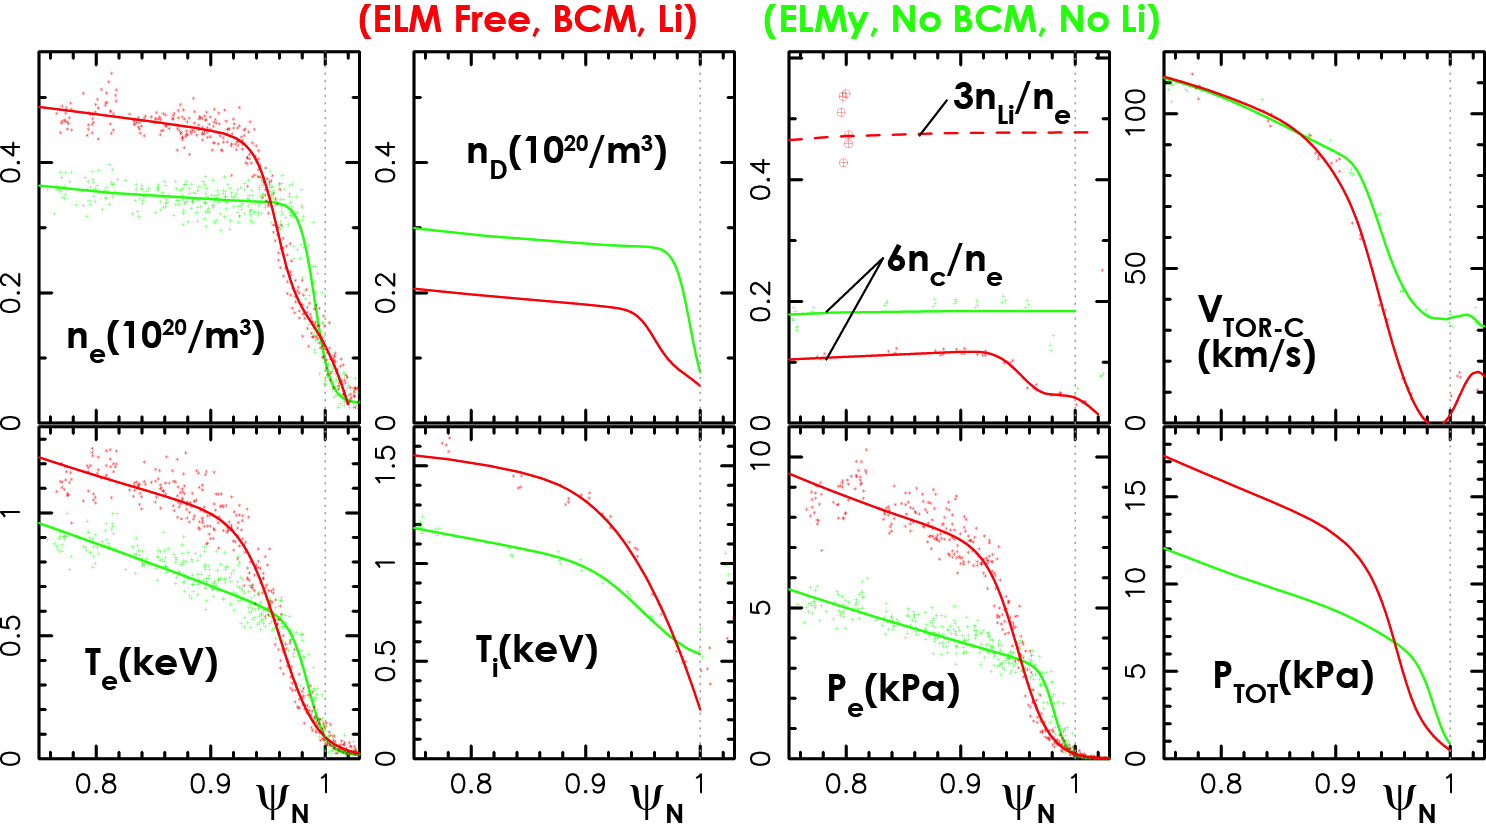 (ELM Free, BCM, Li) (ELMy, No BCM, No Li)
0.4
0.2
0
n_e(10^20/m^3)
0.4
0.2
0
n_D(10^20/m^3)
0.4
0.2
0
3n_Li/n_e
6n_c/n_e
100
50
0
V_TOR-C
(km/s)
1
0.5
0
T_e(keV)
0.8 0.9 1
ψ_N
1.5
1
0.5
0
T_i(keV)
0.8 0.9 1
ψ_N
10
5
0
P_e(kPa)
0.8 0.9 1
ψ_N
15
10
5
0
P_TOT(kPa)
0.8 0.9 1
ψ_N